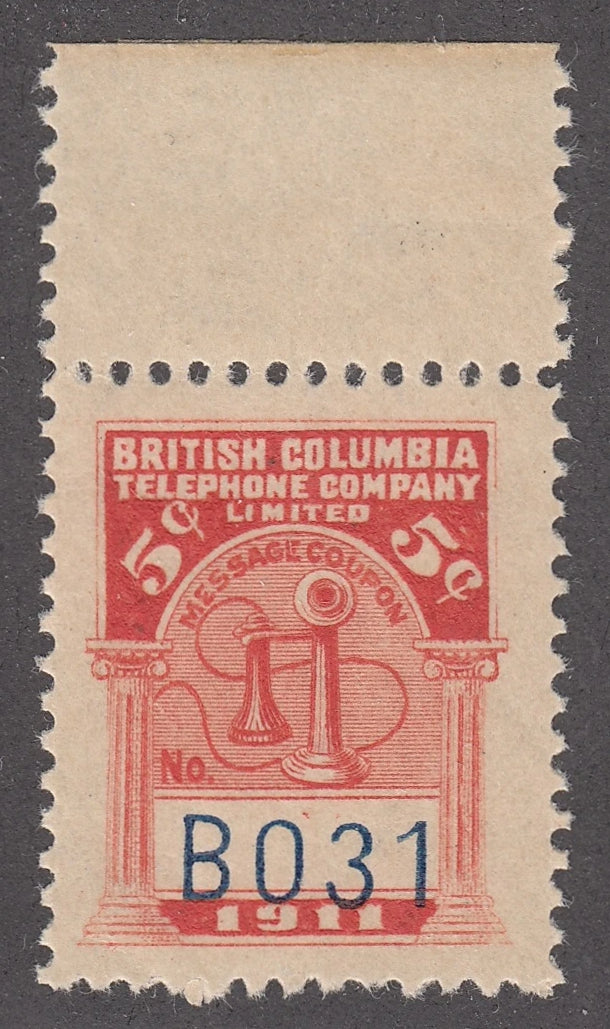 BRITISH COLUMBIA
TELEPHONE COMPANY
LIMITED
5¢ 5¢
MESSAGE COUPON
No.
B031
1911